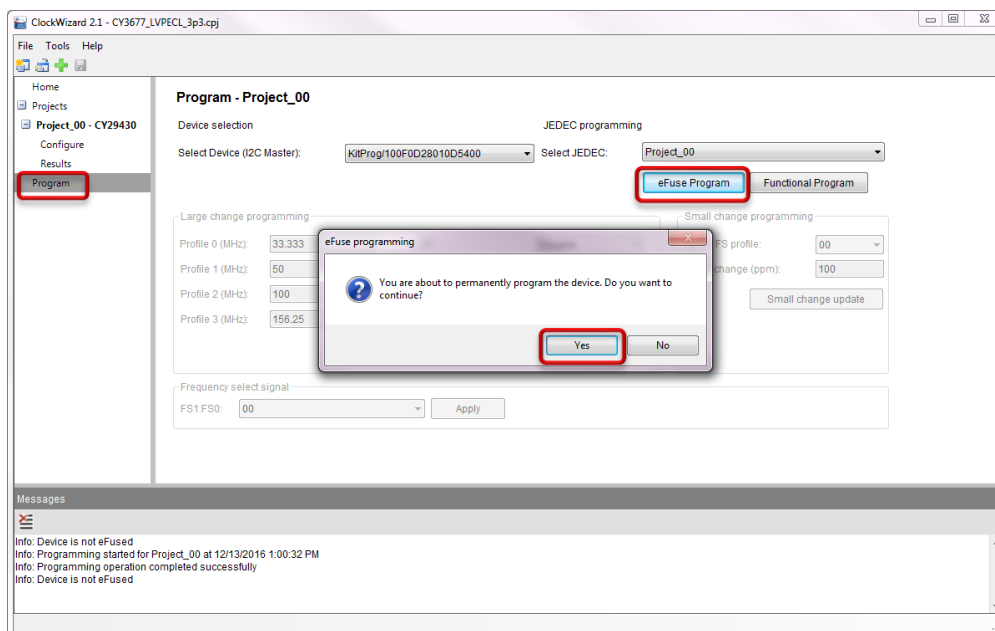 ClockWizard 2.1 - CY3677_LVPECL_3p3.cpj
File Tools Help
Home
Projects
Project_00 - CY29430
Configure
Results
Program
Program - Project_00
Device selection
JEDEC programming
Select Device (I2C Master):
KitProg/100F0D28010D5400
Select JEDEC:
Project_00
eFuse Program
Functional Program
Large change programming
Small change programming
Profile 0 (MHz):
33.333
FS profile:
00
Profile 1 (MHz):
50
change (ppm):
100
Profile 2 (MHz):
100
Small change update
Profile 3 (MHz):
156.25
eFuse programming
You are about to permanently program the device. Do you want to
continue?
Yes
No
Frequency select signal
FS1:FS0:
00
Apply
Messages
Info: Device is not eFused
Info: Programming started for Project_00 at 12/13/2016 1:00:32 PM
Info: Programming operation completed successfully
Info: Device is not eFused